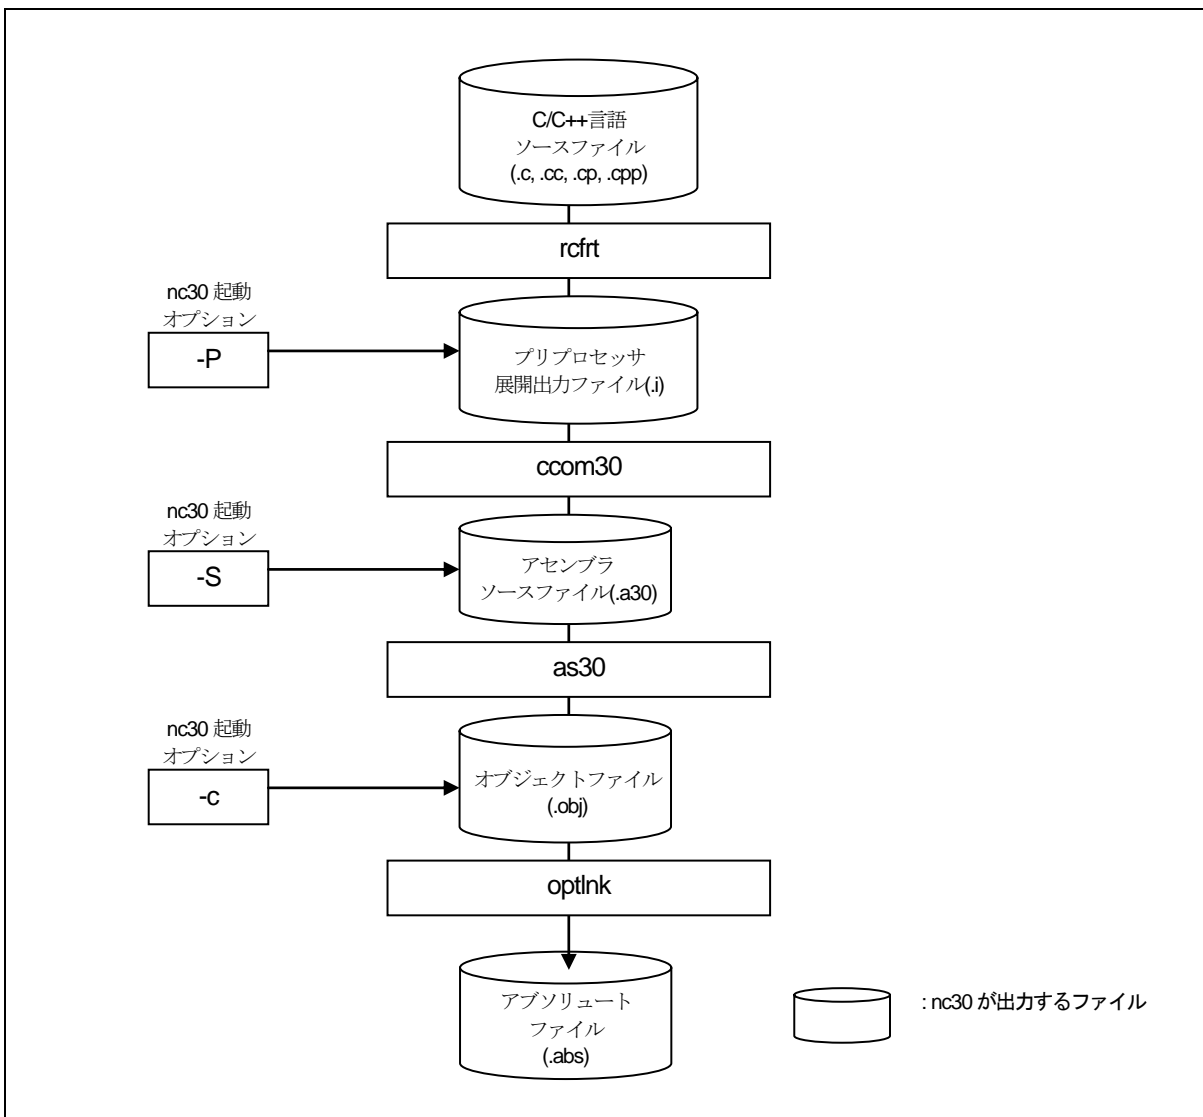 C/C++言語
ソースファイル
(.c, .cc, .cp, .cpp)
rcfrt
nc30 起動
オプション
-P
プリプロセッサ
展開出力ファイル(.i)
ccom30
nc30 起動
オプション
-S
アセンブラ
ソースファイル(.a30)
as30
nc30 起動
オプション
-c
オブジェクトファイル
(.obj)
optlnk
アブソリュート
ファイル
(.abs)
: nc30 が出力するファイル